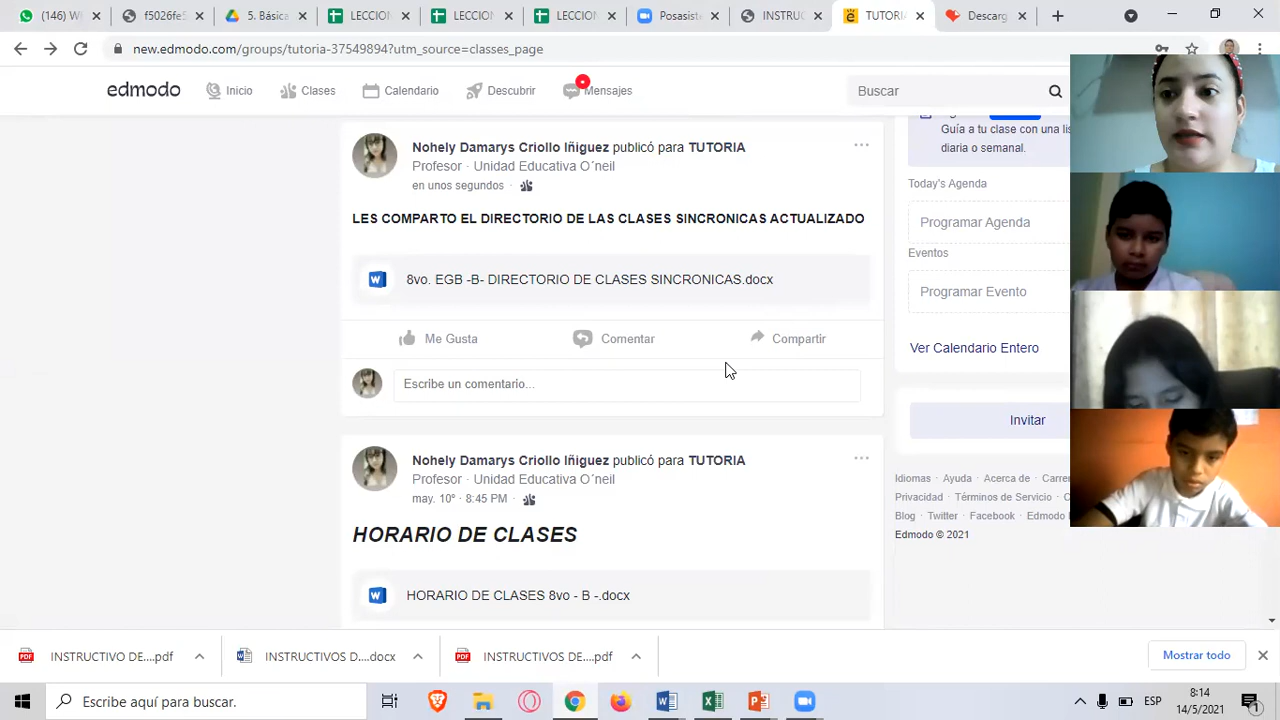 (146) W
f5026fe5
5. Básica
LECCION
LECCION
LECCION
Posasista
INSTRUC
TUTORIA
Descarg
new.edmodo.com/groups/tutoria-37549894?utm_source=classes_page
edmodo
Inicio
Clases
Calendario
Descubrir
Mensajes
Buscar
Guía a tu clase con una lis
diaria o semanal.
Nohely Damarys Criollo Iñiguez publicó para TUTORIA
Profesor · Unidad Educativa O´neil
en unos segundos ·
LES COMPARTO EL DIRECTORIO DE LAS CLASES SINCRONICAS ACTUALIZADO
8vo. EGB -B- DIRECTORIO DE CLASES SINCRONICAS.docx
Me Gusta
Comentar
Compartir
Escribe un comentario...
Nohely Damarys Criollo Iñiguez publicó para TUTORIA
Profesor · Unidad Educativa O´neil
may. 10º · 8:45 PM ·
HORARIO DE CLASES
HORARIO DE CLASES 8vo - B -.docx
Today's Agenda
Programar Agenda
Eventos
Programar Evento
Ver Calendario Entero
Invitar
Idiomas · Ayuda · Acerca de · Carre
Privacidad · Términos de Servicio · C
Blog · Twitter · Facebook · Edmodo
Edmodo © 2021
INSTRUCTIVO DE....pdf
INSTRUCTIVOS D....docx
INSTRUCTIVOS DE....pdf
Mostrar todo
Escribe aquí para buscar.
ESP
8:14
14/5/2021